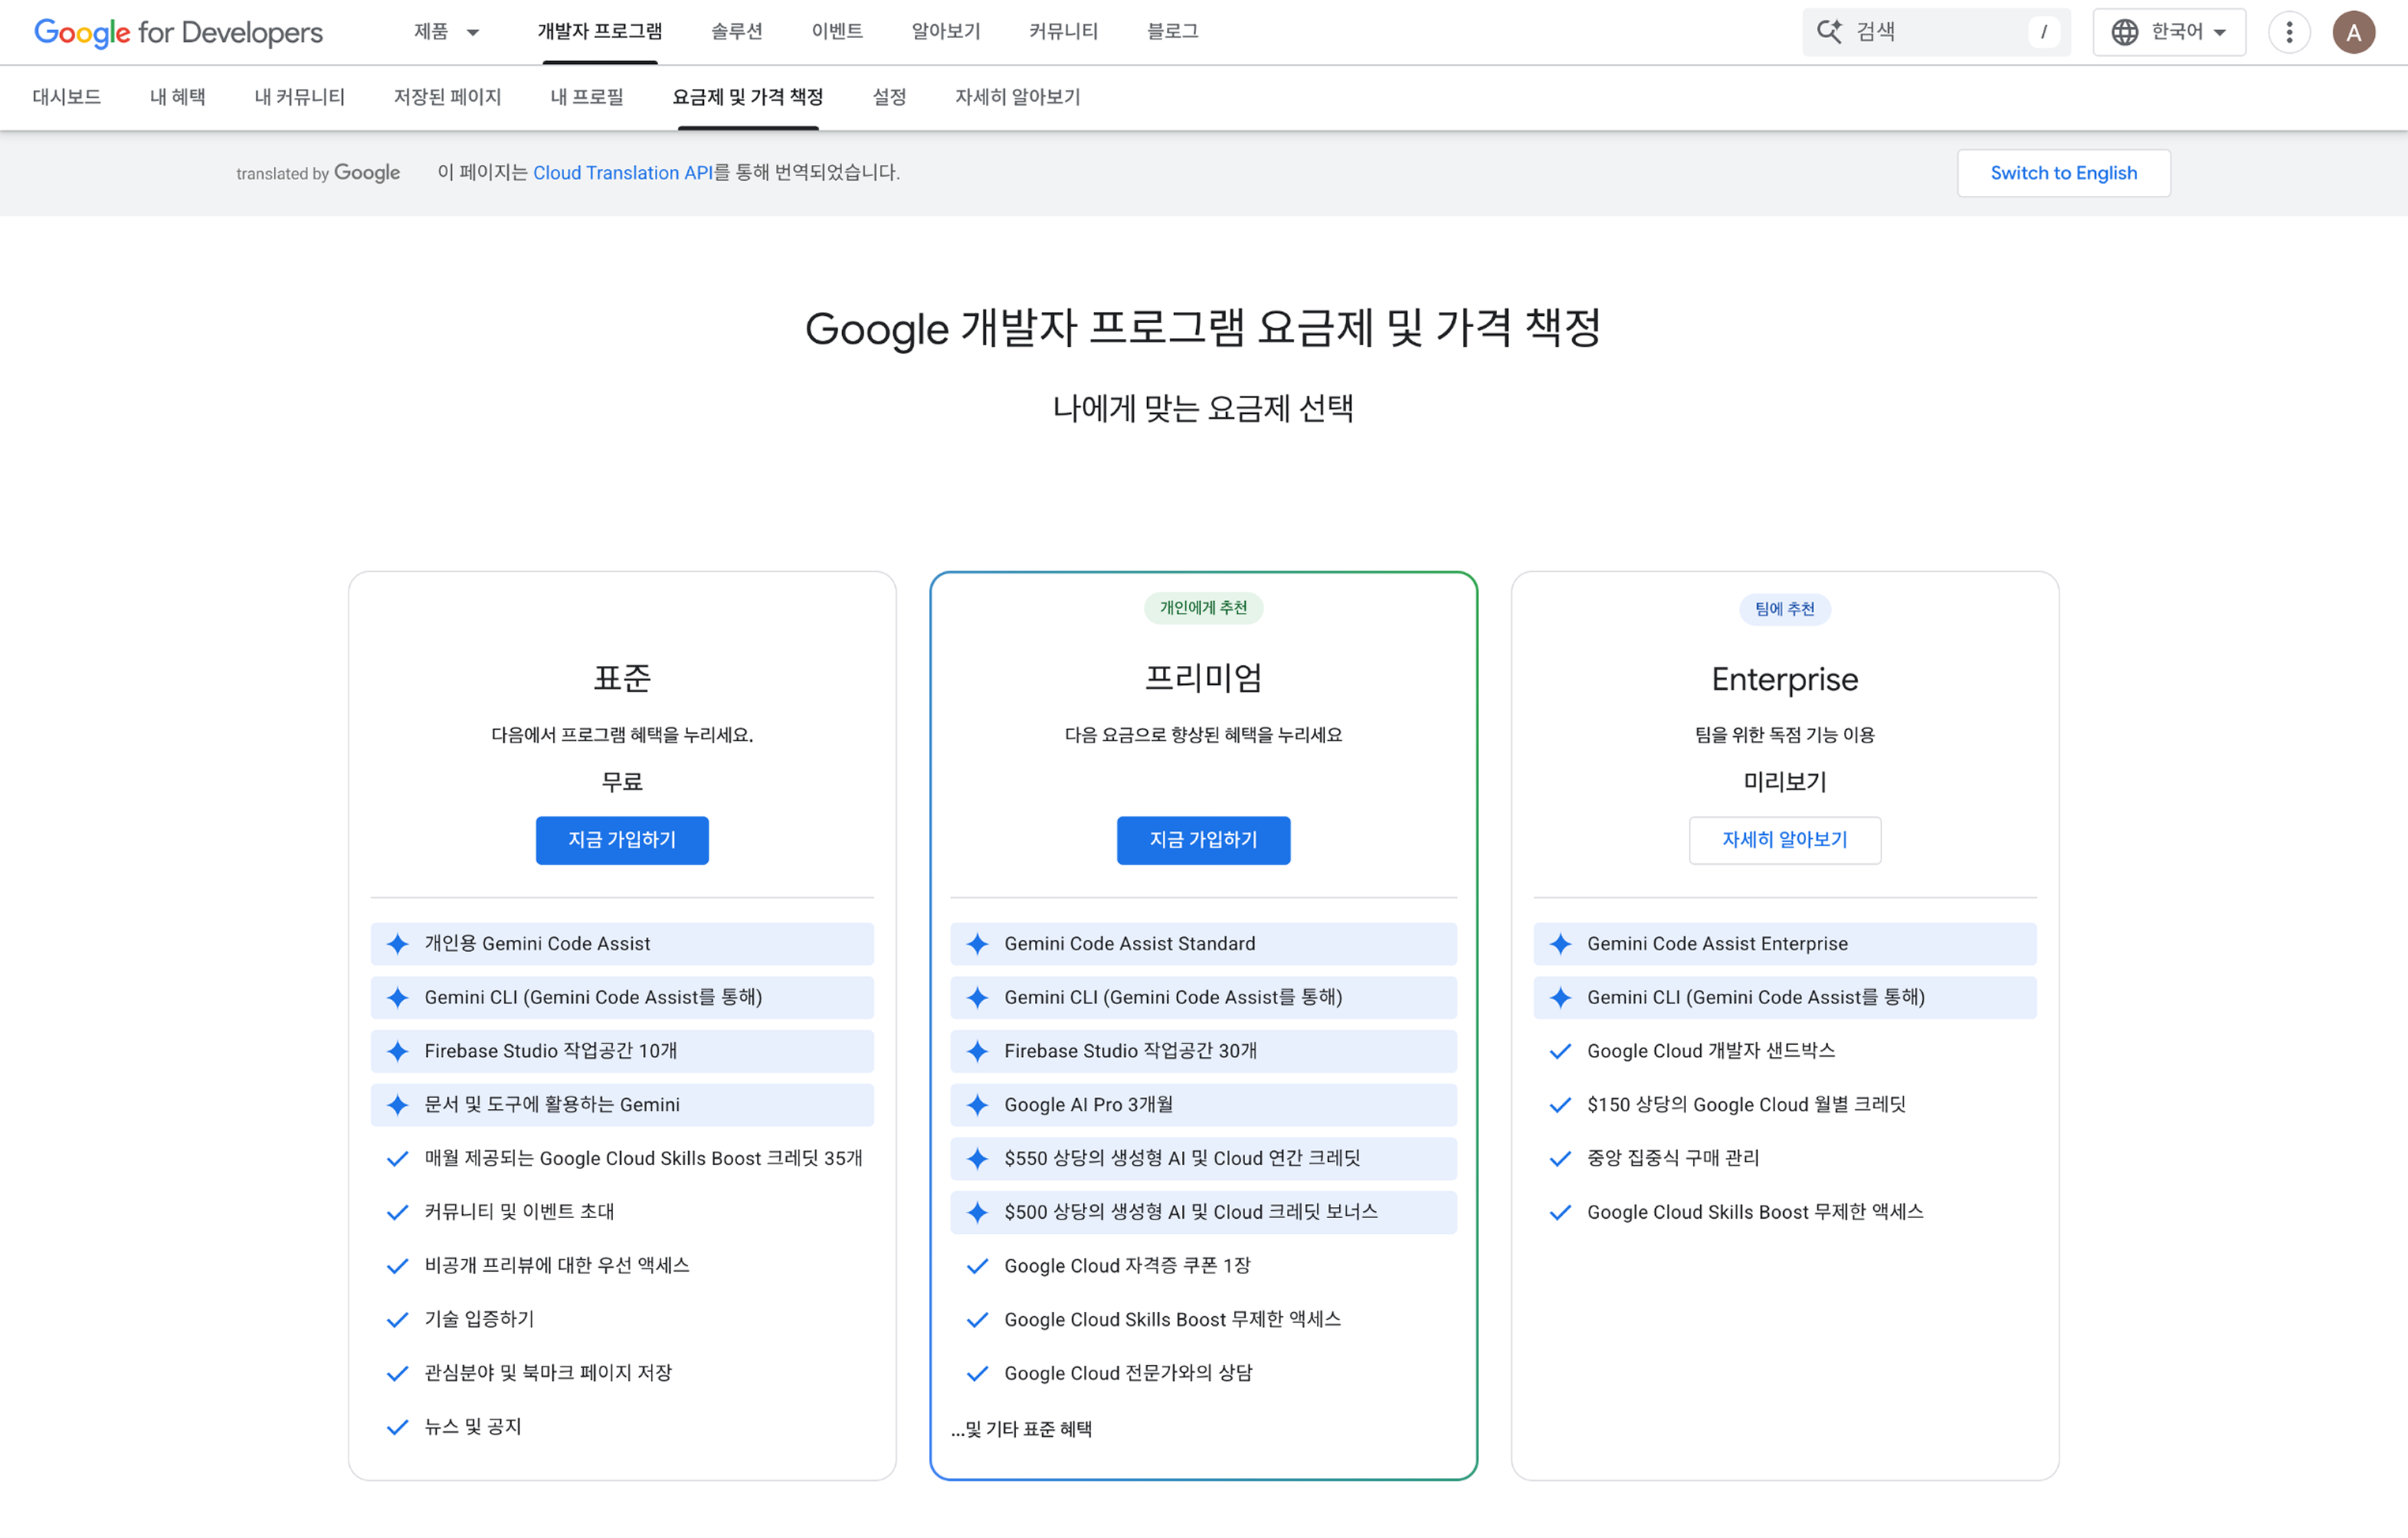 Google for Developers
제품
개발자 프로그램
솔루션
이벤트
알아보기
커뮤니티
블로그
검색
/
한국어
A
대시보드
내 혜택
내 커뮤니티
저장된 페이지
내 프로필
요금제 및 가격 책정
설정
자세히 알아보기
translated by Google
이 페이지는 Cloud Translation API를 통해 번역되었습니다.
Switch to English
Google 개발자 프로그램 요금제 및 가격 책정
나에게 맞는 요금제 선택
표준
다음에서 프로그램 혜택을 누리세요.
무료
지금 가입하기
개인용 Gemini Code Assist
Gemini CLI (Gemini Code Assist를 통해)
Firebase Studio 작업공간 10개
문서 및 도구에 활용하는 Gemini
매월 제공되는 Google Cloud Skills Boost 크레딧 35개
커뮤니티 및 이벤트 초대
비공개 프리뷰에 대한 우선 액세스
기술 입증하기
관심분야 및 북마크 페이지 저장
뉴스 및 공지
개인에게 추천
프리미엄
다음 요금으로 향상된 혜택을 누리세요
지금 가입하기
Gemini Code Assist Standard
Gemini CLI (Gemini Code Assist를 통해)
Firebase Studio 작업공간 30개
Google AI Pro 3개월
$550 상당의 생성형 AI 및 Cloud 연간 크레딧
$500 상당의 생성형 AI 및 Cloud 크레딧 보너스
Google Cloud 자격증 쿠폰 1장
Google Cloud Skills Boost 무제한 액세스
Google Cloud 전문가와의 상담
...및 기타 표준 혜택
팀에 추천
Enterprise
팀을 위한 독점 기능 이용
미리보기
자세히 알아보기
Gemini Code Assist Enterprise
Gemini CLI (Gemini Code Assist를 통해)
Google Cloud 개발자 샌드박스
$150 상당의 Google Cloud 월별 크레딧
중앙 집중식 구매 관리
Google Cloud Skills Boost 무제한 액세스